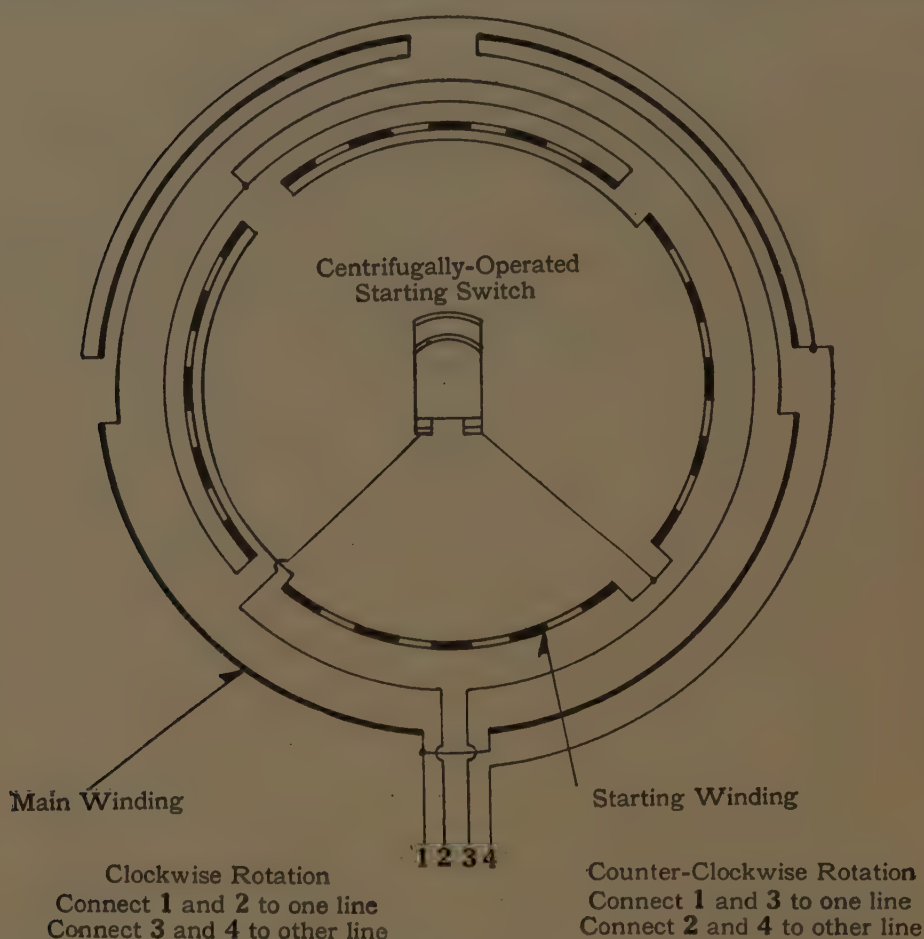 Centrifugally-Operated
Starting Switch
Main Winding
Starting Winding
1 2 3 4
Clockwise Rotation
Connect 1 and 2 to one line
Connect 3 and 4 to other line
Counter-Clockwise Rotation
Connect 1 and 3 to one line
Connect 2 and 4 to other line